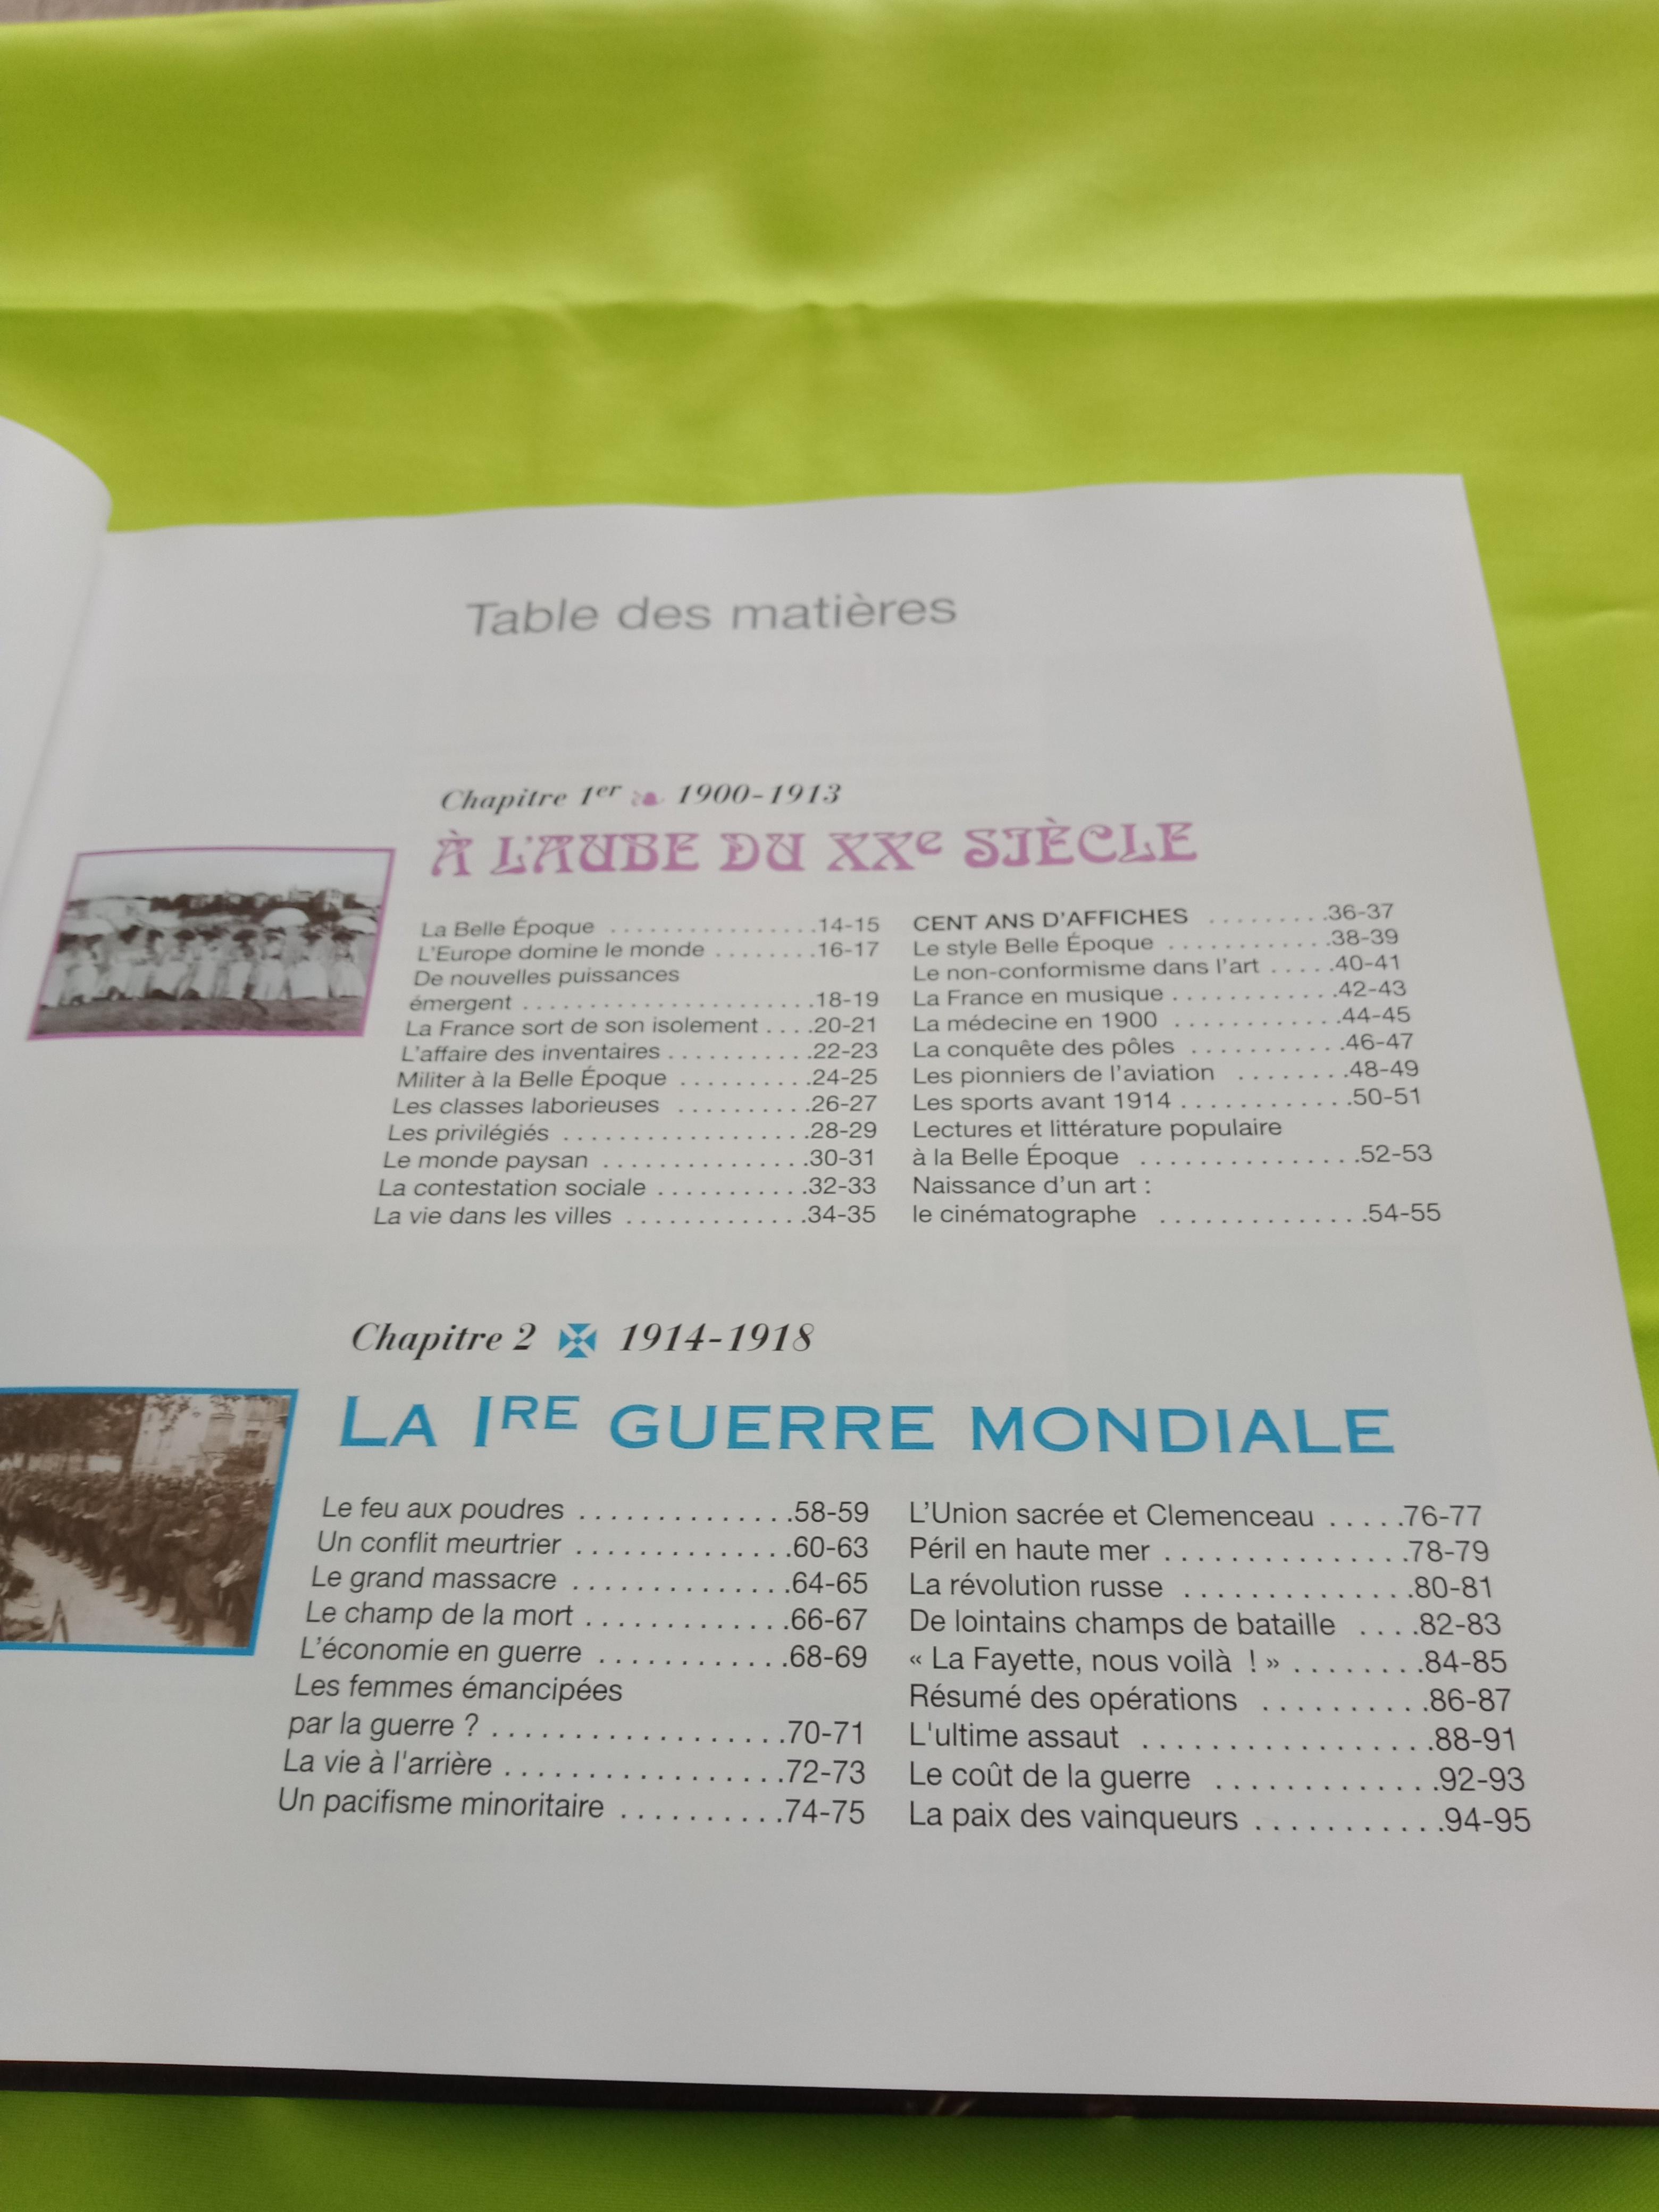 Table des matières
Chapitre 1er 1900-1913
À L'AUBE DU XXe SIÈCLE
La Belle Époque ................14-15
L'Europe domine le monde ........16-17
De nouvelles puissances
émergent .......................18-19
La France sort de son isolement ....20-21
L'affaire des inventaires ...........22-23
Militer à la Belle Époque ..........24-25
Les classes laborieuses ..........26-27
Les privilégiés ...................28-29
Le monde paysan ...............30-31
La contestation sociale ...........32-33
La vie dans les villes .............34-35
CENT ANS D'AFFICHES .........36-37
Le style Belle Époque ............38-39
Le non-conformisme dans l'art .....40-41
La France en musique ............42-43
La médecine en 1900 ............44-45
La conquête des pôles ...........46-47
Les pionniers de l'aviation ........48-49
Les sports avant 1914 ............50-51
Lectures et littérature populaire
à la Belle Époque ...............52-53
Naissance d'un art :
le cinématographe ..............54-55
Chapitre 2 1914-1918
LA IRE GUERRE MONDIALE
Le feu aux poudres ..............58-59
Un conflit meurtrier ..............60-63
Le grand massacre ..............64-65
Le champ de la mort .............66-67
L'économie en guerre ............68-69
Les femmes émancipées
par la guerre ? ..................70-71
La vie à l'arrière .................72-73
Un pacifisme minoritaire ..........74-75
L'Union sacrée et Clemenceau .....76-77
Péril en haute mer ...............78-79
La révolution russe ..............80-81
De lointains champs de bataille ....82-83
« La Fayette, nous voilà ! » ........84-85
Résumé des opérations ..........86-87
L'ultime assaut .................88-91
Le coût de la guerre .............92-93
La paix des vainqueurs ...........94-95